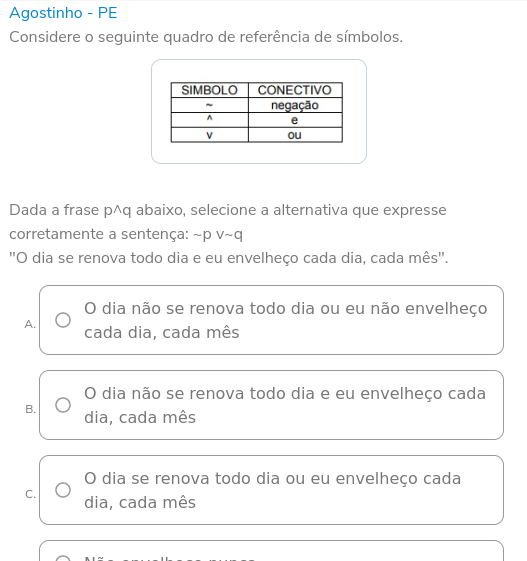 Agostinho - PE
Considere o seguinte quadro de referência de símbolos.
SIMBOLO CONECTIVO
~ negação
^ e
v ou
Dada a frase p^q abaixo, selecione a alternativa que expresse
corretamente a sentença: ~p v~q
"O dia se renova todo dia e eu envelheço cada dia, cada mês".
A. O dia não se renova todo dia ou eu não envelheço
cada dia, cada mês
B. O dia não se renova todo dia e eu envelheço cada
dia, cada mês
C. O dia se renova todo dia ou eu envelheço cada
dia, cada mês